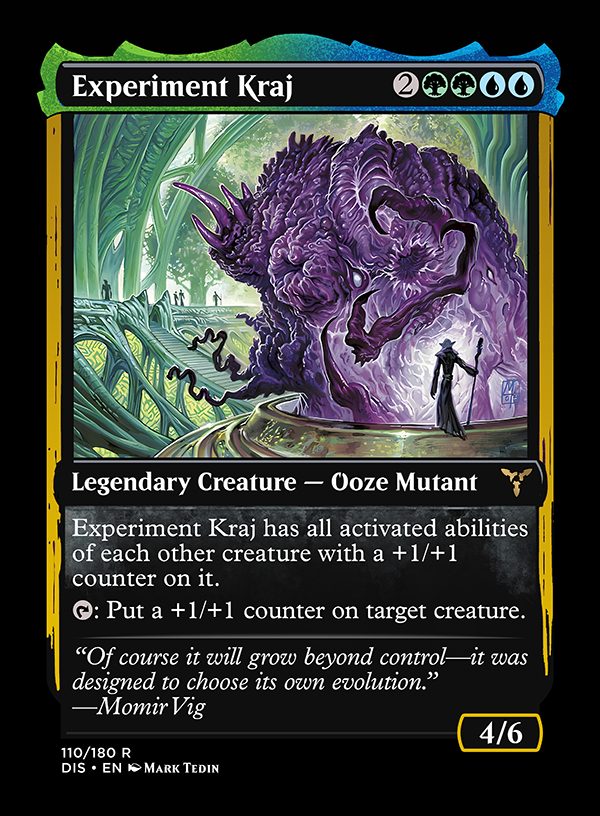 Experiment Kraj 2
Legendary Creature — Ooze Mutant
Experiment Kraj has all activated abilities
of each other creature with a +1/+1
counter on it.
: Put a +1/+1 counter on target creature.
“Of course it will grow beyond control—it was
designed to choose its own evolution.”
—Momir Vig
4/6
110/180 R
DIS • EN Mark Tedin